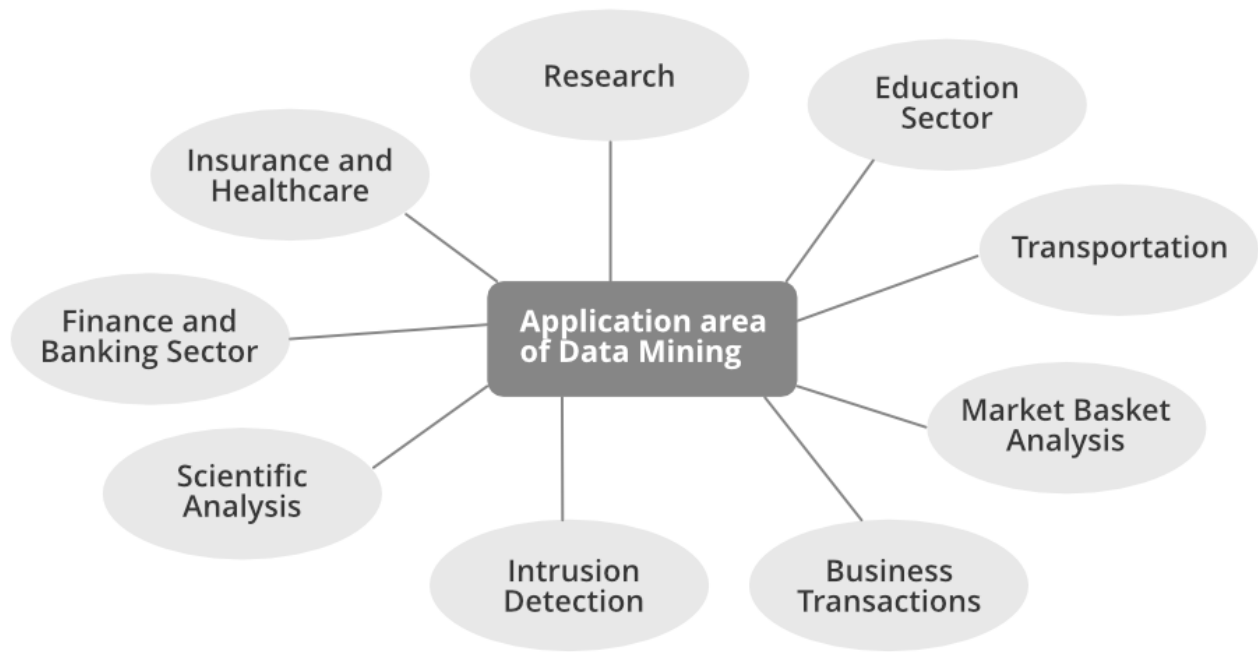 Research
Education
Sector
Insurance and
Healthcare
Transportation
Finance and
Banking Sector
Application area
of Data Mining
Market Basket
Analysis
Scientific
Analysis
Intrusion
Detection
Business
Transactions